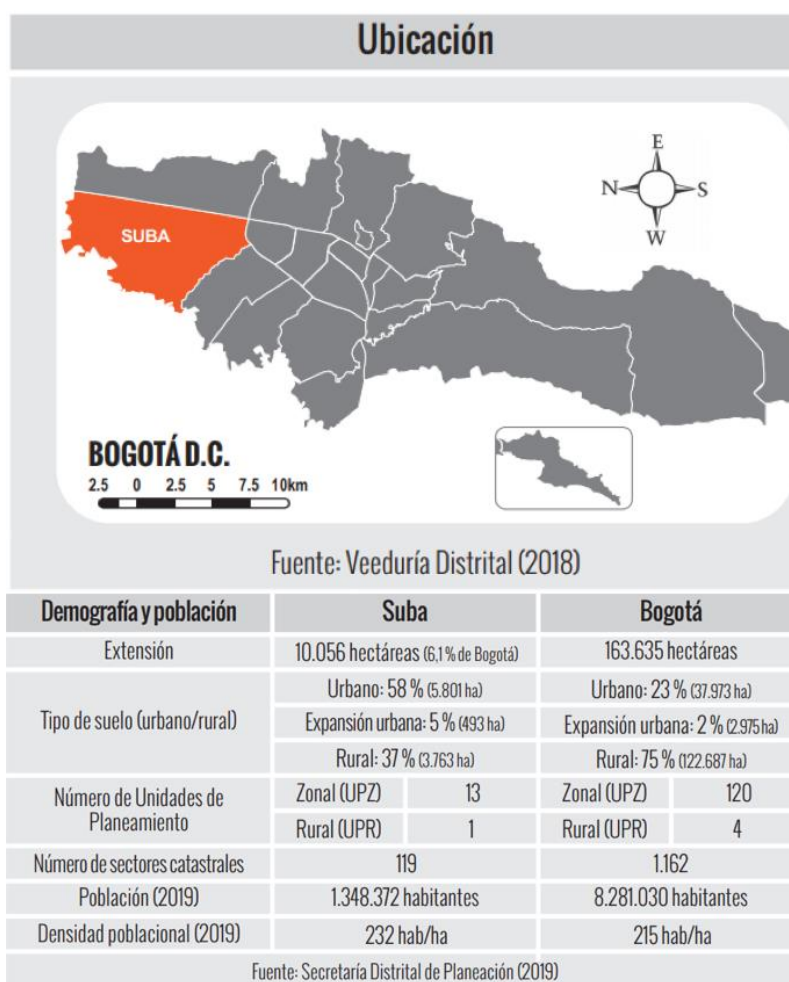 Ubicación
E
N S
W
SUBA
BOGOTÁ D.C.
2.5 0 2.5 5 7.5 10km
Fuente: Veeduría Distrital (2018)
Demografía y población Suba Bogotá
Extensión 10.056 hectáreas (6,1 % de Bogotá) 163.635 hectáreas
Tipo de suelo (urbano/rural)
Urbano: 58 % (5.801 ha) Urbano: 23 % (37.973 ha)
Expansión urbana: 5 % (493 ha) Expansión urbana: 2 % (2.975 ha)
Rural: 37 % (3.763 ha) Rural: 75 % (122.687 ha)
Número de Unidades de
Planeamiento
Zonal (UPZ) 13 Zonal (UPZ) 120
Rural (UPR) 1 Rural (UPR) 4
Número de sectores catastrales 119 1.162
Población (2019) 1.348.372 habitantes 8.281.030 habitantes
Densidad poblacional (2019) 232 hab/ha 215 hab/ha
Fuente: Secretaría Distrital de Planeación (2019)